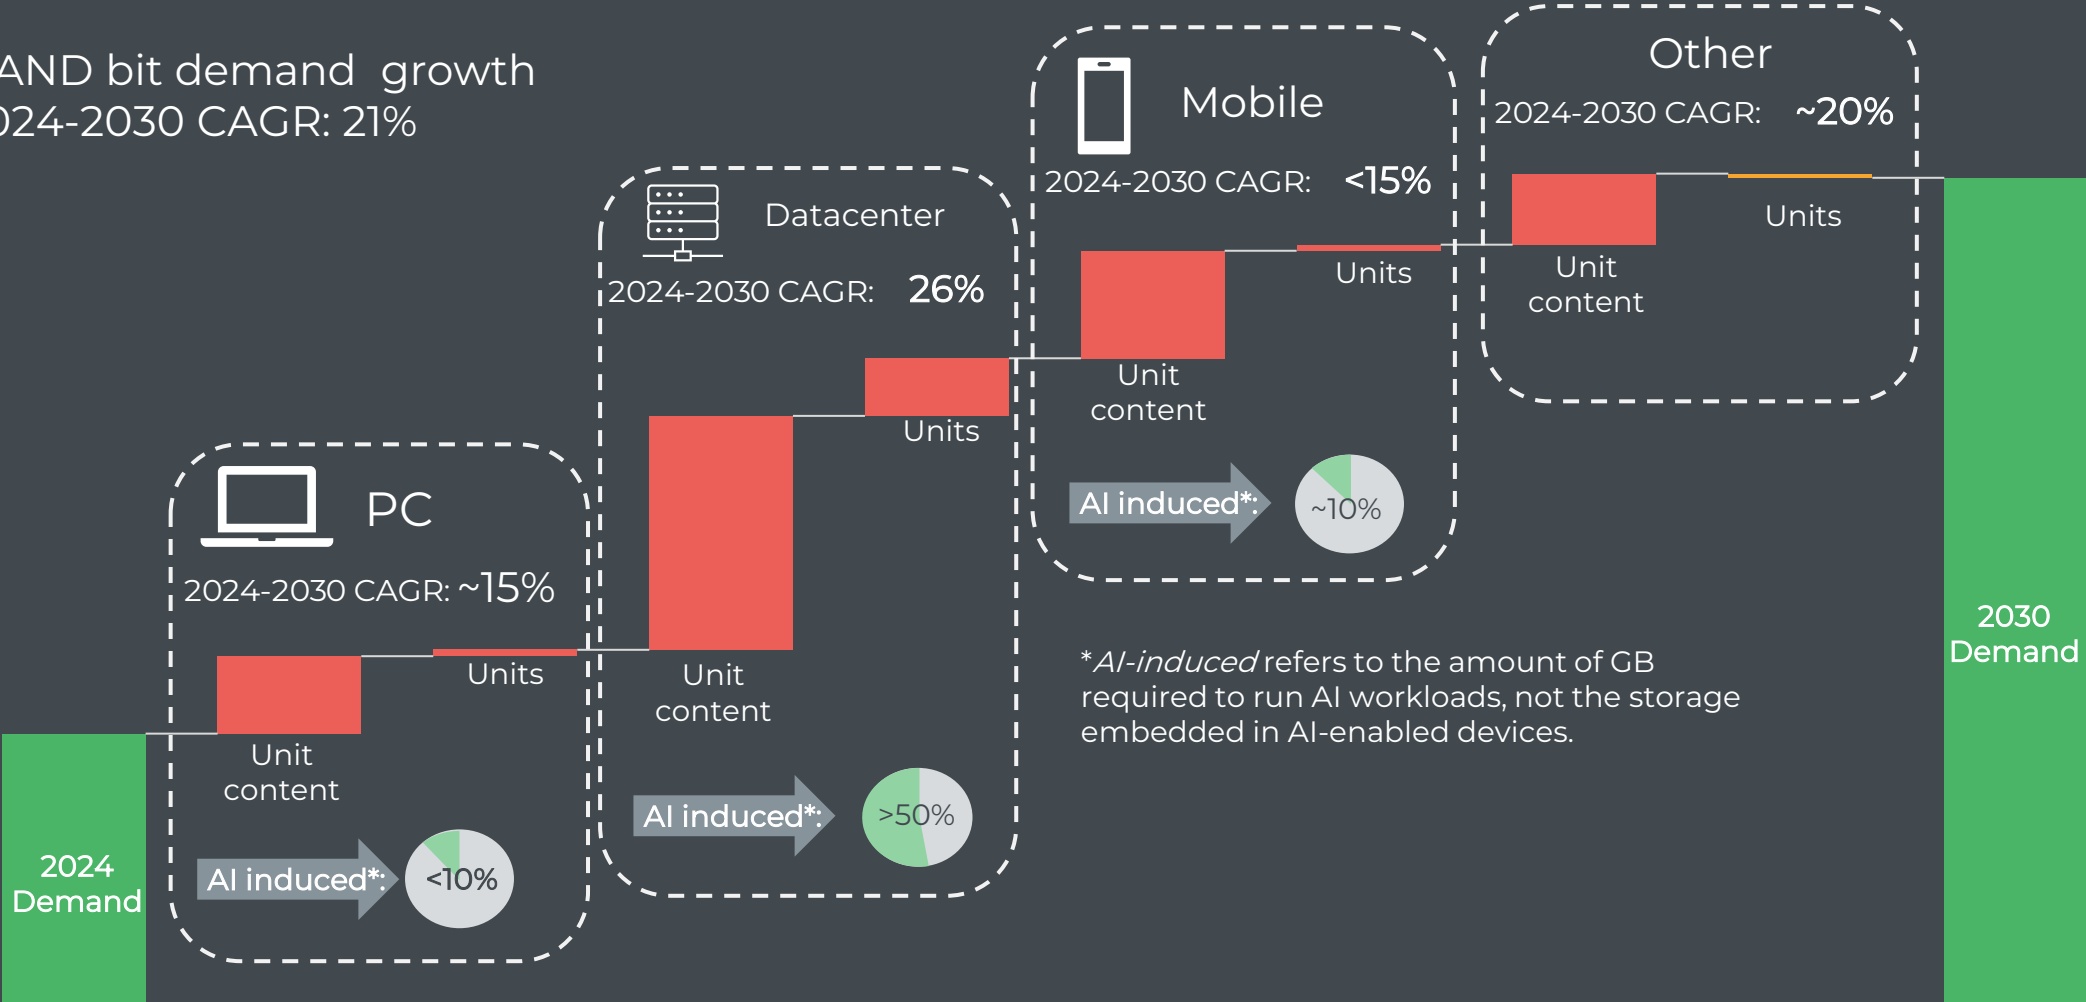 AND bit demand growth
024-2030 CAGR: 21%
PC
2024-2030 CAGR: ~15%
Unit
content
Units
AI induced*:
<10%
2024
Demand
Datacenter
2024-2030 CAGR: 26%
Unit
content
Units
AI induced*:
>50%
Mobile
2024-2030 CAGR: <15%
Unit
content
Units
AI induced*:
~10%
Other
2024-2030 CAGR: ~20%
Unit
content
Units
*AI-induced refers to the amount of GB
required to run AI workloads, not the storage
embedded in AI-enabled devices.
2030
Demand